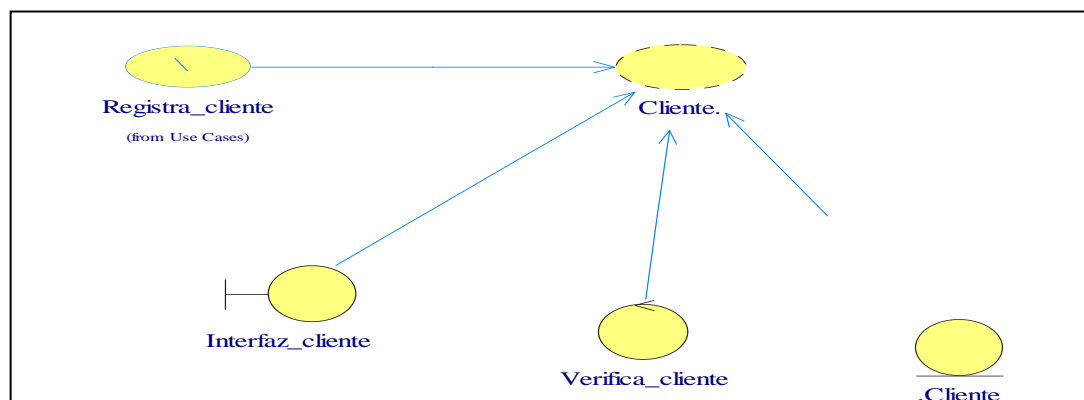 Registra_cliente
(from Use Cases)
Cliente.
Interfaz_cliente
Verifica_cliente
.Cliente